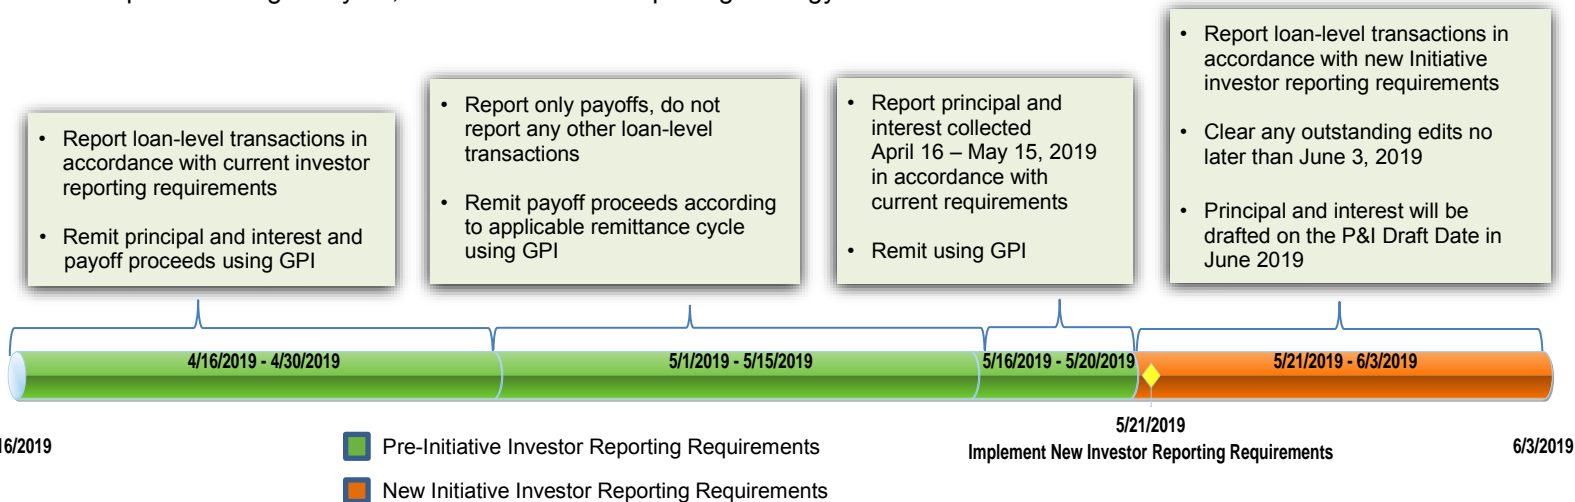 • Report loan-level transactions in
accordance with current investor
reporting requirements
• Remit principal and interest and
payoff proceeds using GPI
• Report only payoffs, do not
report any other loan-level
transactions
• Remit payoff proceeds according
to applicable remittance cycle
using GPI
• Report principal and
interest collected
April 16 – May 15, 2019
in accordance with
current requirements
• Remit using GPI
• Report loan-level transactions in
accordance with new Initiative
investor reporting requirements
• Clear any outstanding edits no
later than June 3, 2019
• Principal and interest will be
drafted on the P&I Draft Date in
June 2019
4/16/2019 - 4/30/2019
5/1/2019 - 5/15/2019
5/16/2019 - 5/20/2019
5/21/2019 - 6/3/2019
16/2019
5/21/2019
Implement New Investor Reporting Requirements
6/3/2019
Pre-Initiative Investor Reporting Requirements
New Initiative Investor Reporting Requirements